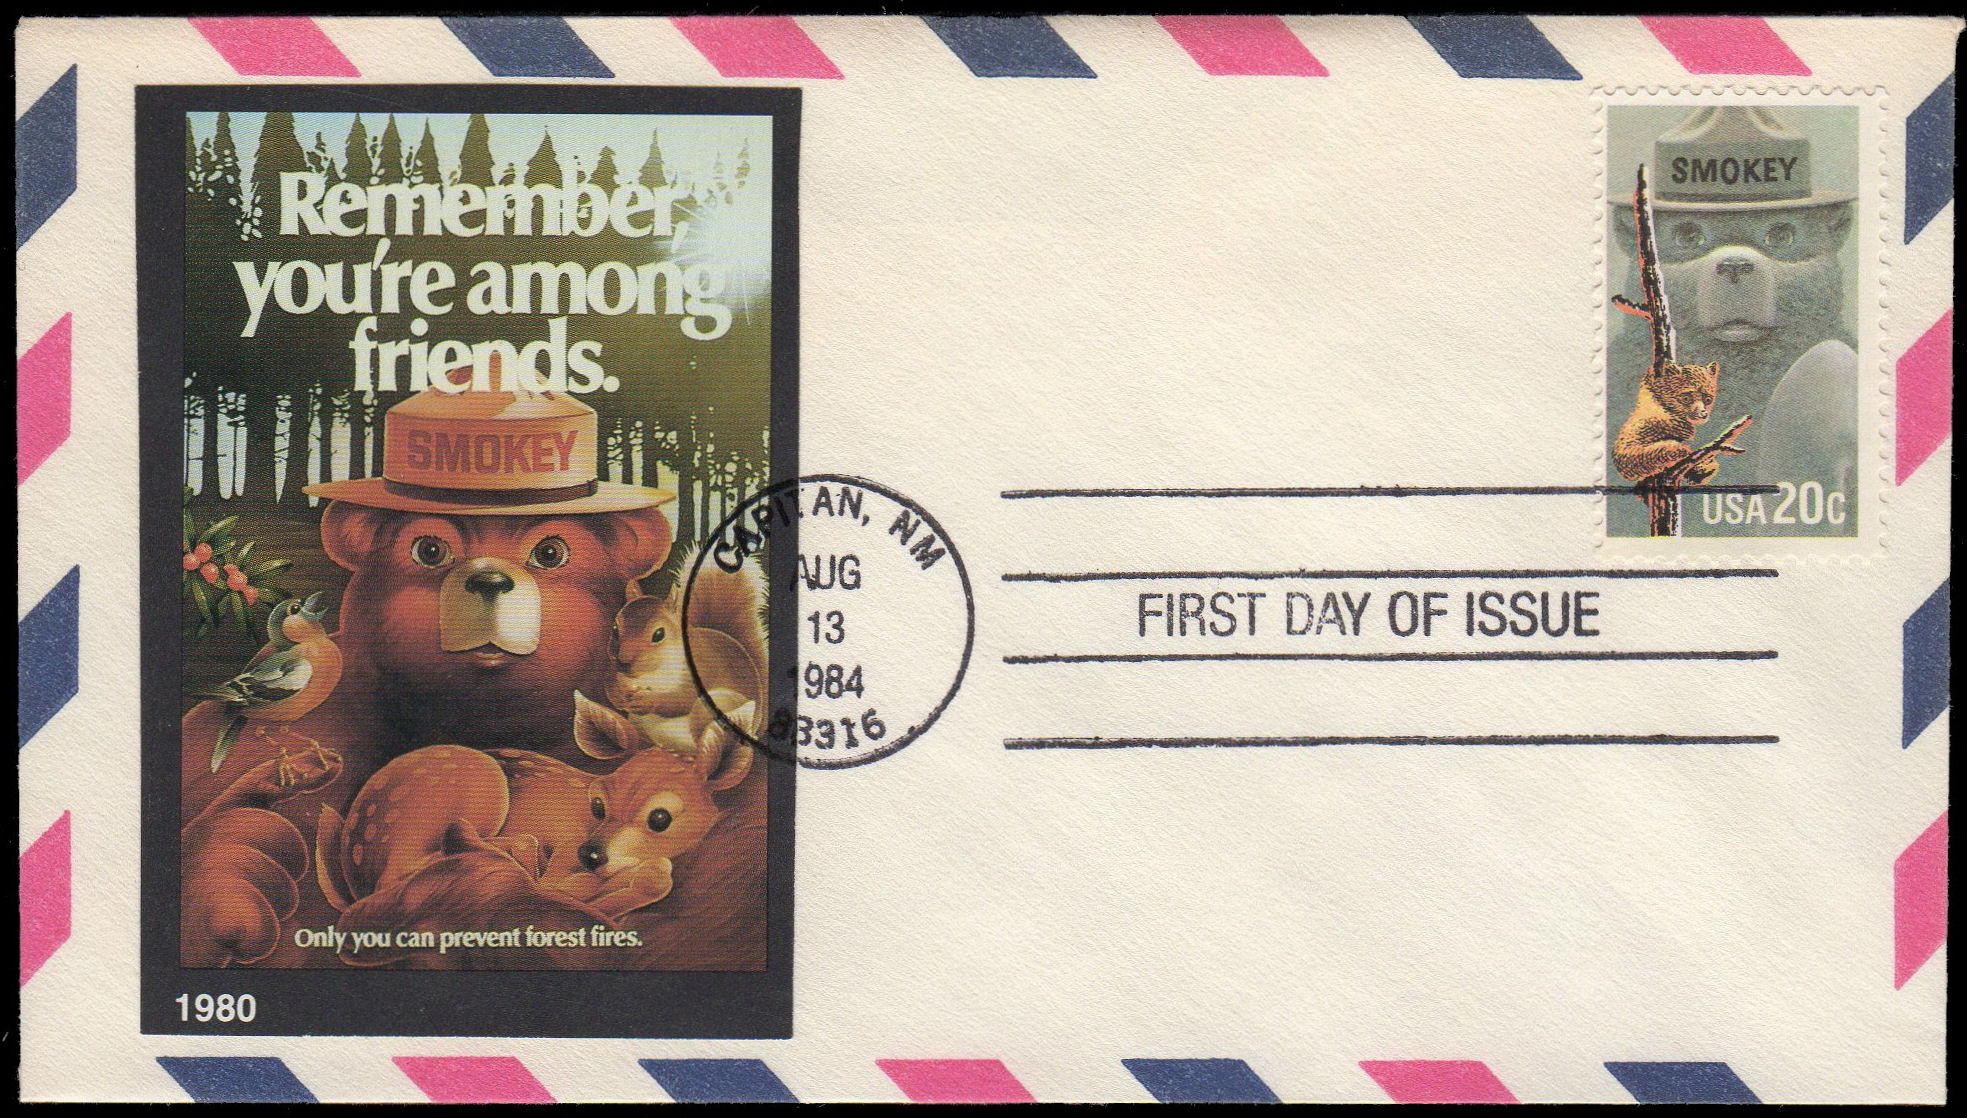 Remember,
you're among
friends.
SMOKEY
Only you can prevent forest fires.
1980
CAPITAN, NM
AUG
13
1984
88316
FIRST DAY OF ISSUE
SMOKEY
USA 20c